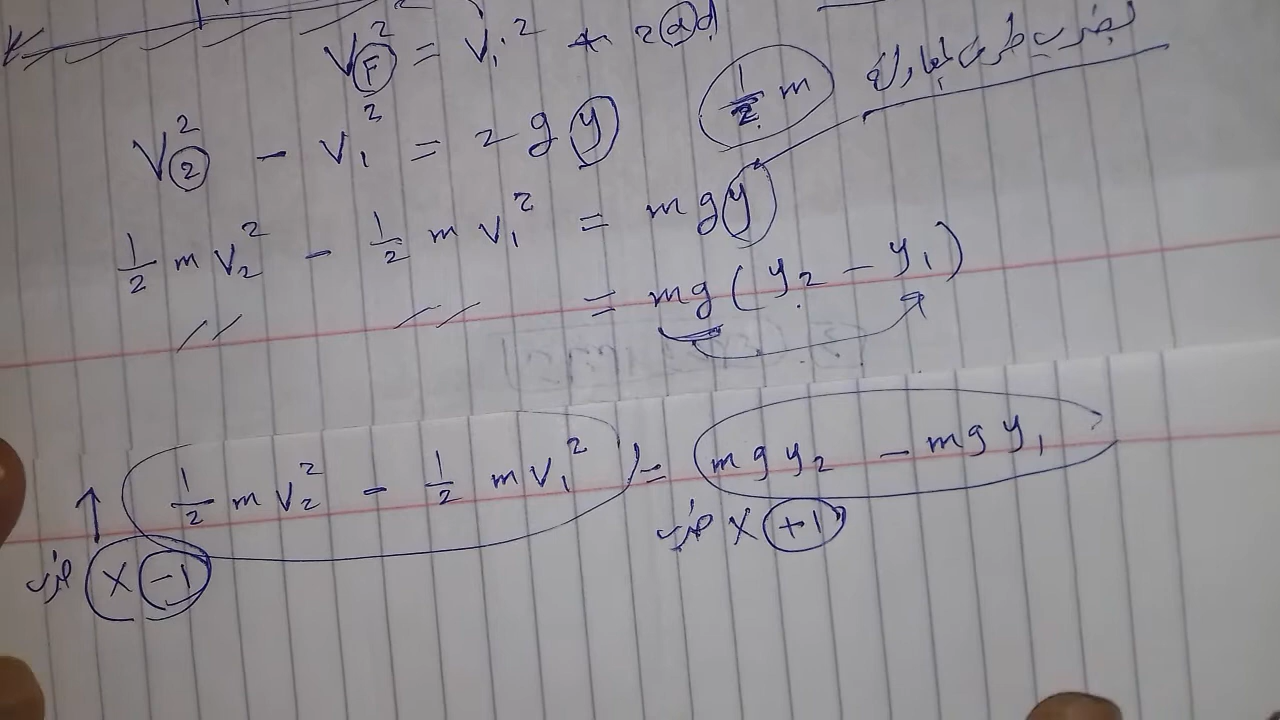 V_F² = V_i² + 2ad
½ m بضرب طرفي المعادلة
V₂² - V₁² = 2gy
½ m V₂² - ½ m V₁² = mgy
// // = mg (y₂ - y₁)
½ m V₂² - ½ m V₁² = mg y₂ - mg y₁
ضرب X -1 ضرب X +1